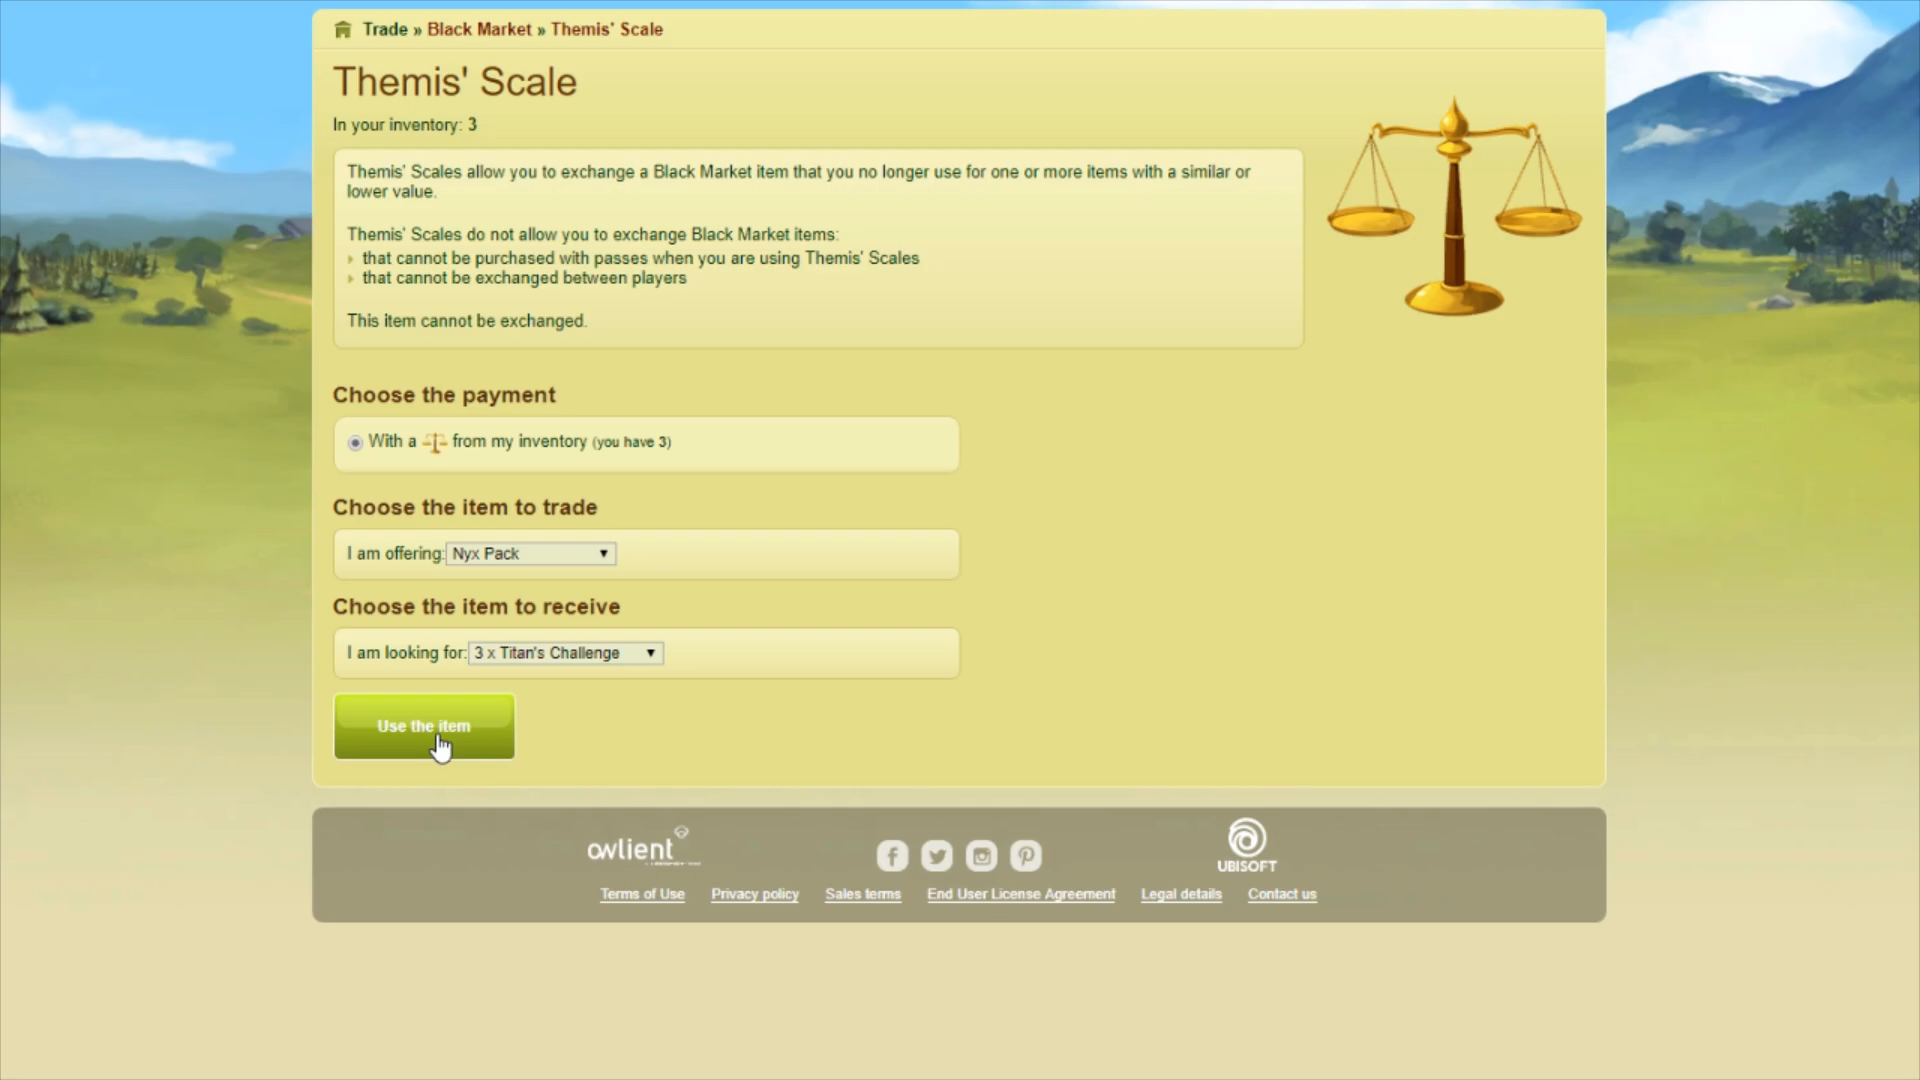 Trade » Black Market » Themis' Scale
Themis' Scale
In your inventory: 3
Themis' Scales allow you to exchange a Black Market item that you no longer use for one or more items with a similar or
lower value.
Themis' Scales do not allow you to exchange Black Market items:
that cannot be purchased with passes when you are using Themis' Scales
that cannot be exchanged between players
This item cannot be exchanged.
Choose the payment
With a from my inventory (you have 3)
Choose the item to trade
I am offering: Nyx Pack
Choose the item to receive
I am looking for: 3 x Titan's Challenge
Use the item
owlient
UBISOFT
Terms of Use Privacy policy Sales terms End User License Agreement Legal details Contact us